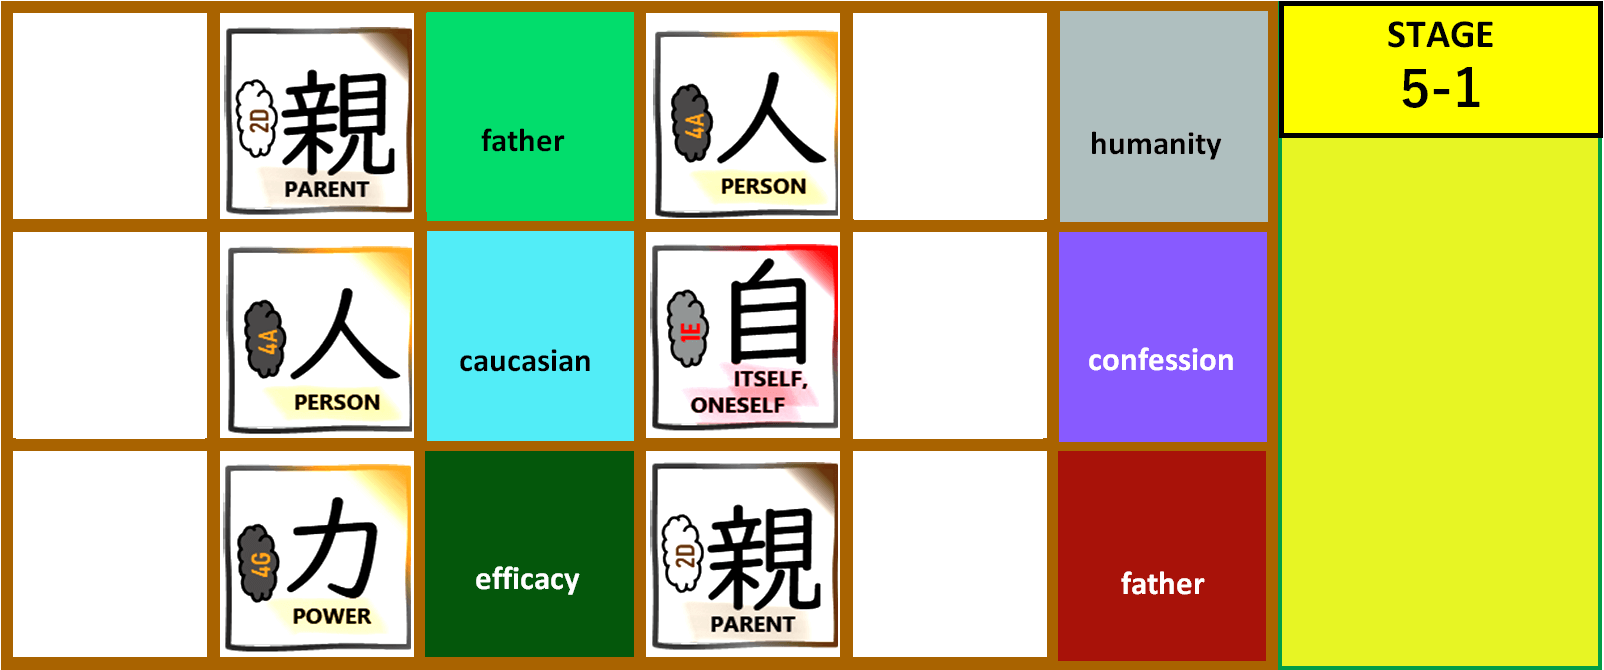 2D
親
PARENT
father
4A
人
PERSON
humanity
STAGE
5-1
4A
人
PERSON
caucasian
1E
自
ITSELF,
ONESELF
confession
4G
力
POWER
efficacy
2D
親
PARENT
father